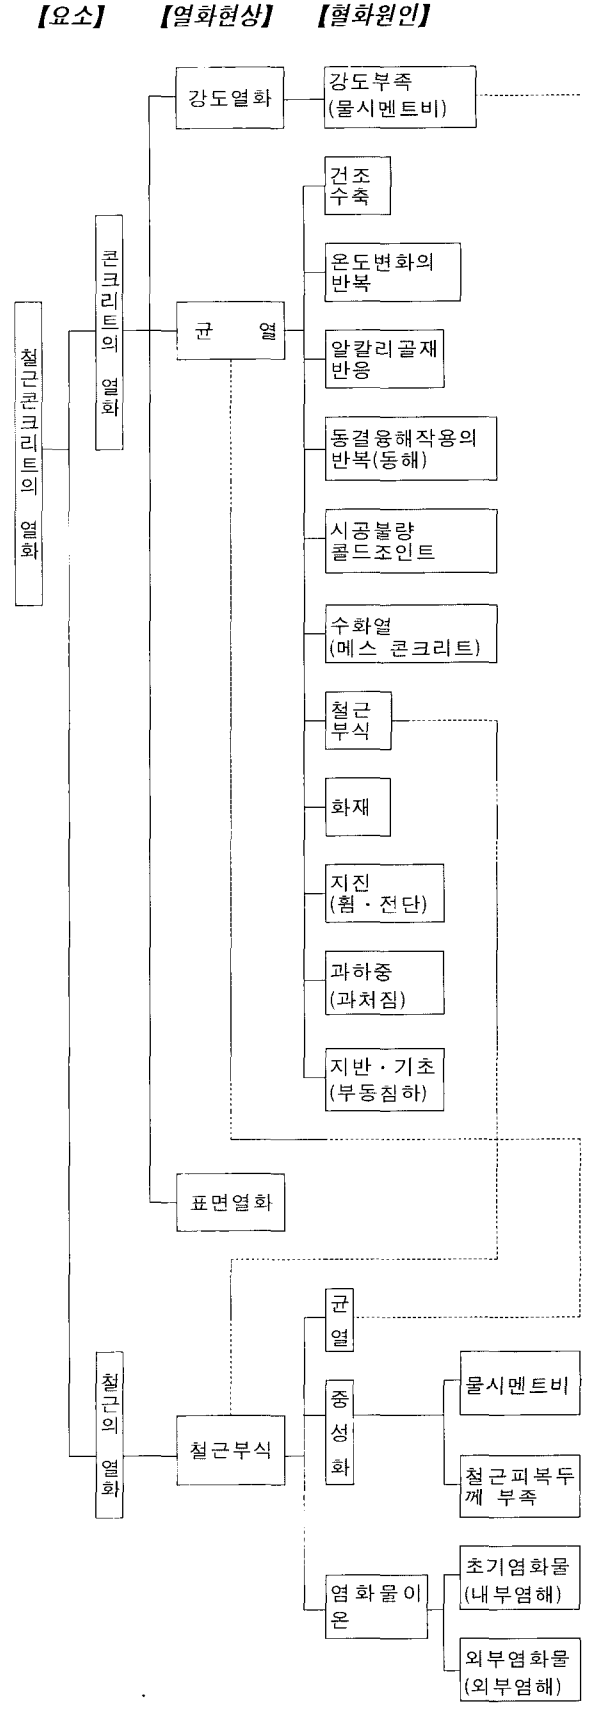 【요소】 【열화현상】 【혈화원인】
강도열화
강도부족
(물시멘트비)
건조
수축
콘크리트의 열화
온도변화의
반복
철근콘크리트의 열화
균 열
알칼리골재
반응
동결융해작용의
반복(동해)
시공불량
콜드조인트
수화열
(메스 콘크리트)
철근
부식
화재
지진
(휨·전단)
과하중
(과처짐)
지반·기초
(부동침하)
표면열화
균열
철근의 열화
철근부식
중성화
물시멘트비
철근피복두
께 부족
염화물이
온
초기염화물
(내부염해)
외부염화물
(외부염해)